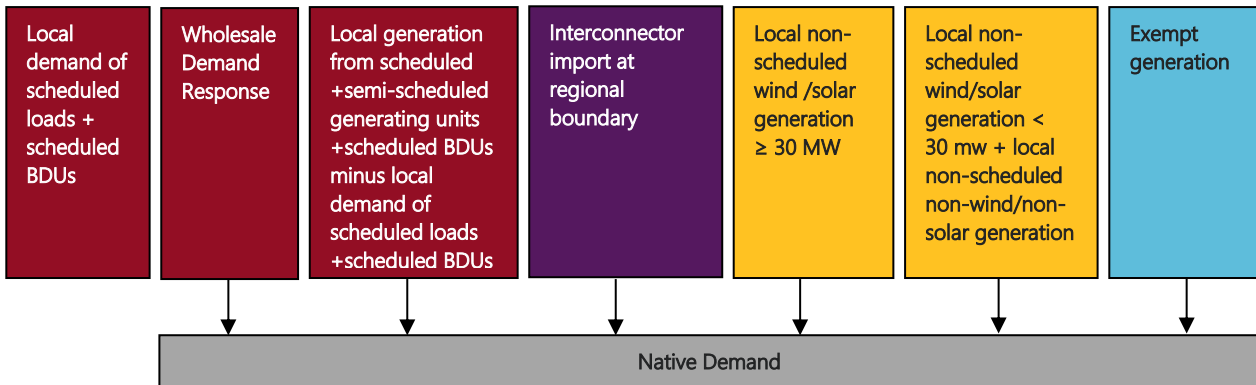 Local
demand of
scheduled
loads +
scheduled
BDUs
Wholesale
Demand
Response
Local generation
from scheduled
+semi-scheduled
generating units
+scheduled BDUs
minus local
demand of
scheduled loads
+scheduled BDUs
Interconnector
import at
regional
boundary
Local non-
scheduled
wind /solar
generation
≥ 30 MW
Local non-
scheduled
wind/solar
generation <
30 mw + local
non-scheduled
non-wind/non-
solar generation
Exempt
generation
Native Demand